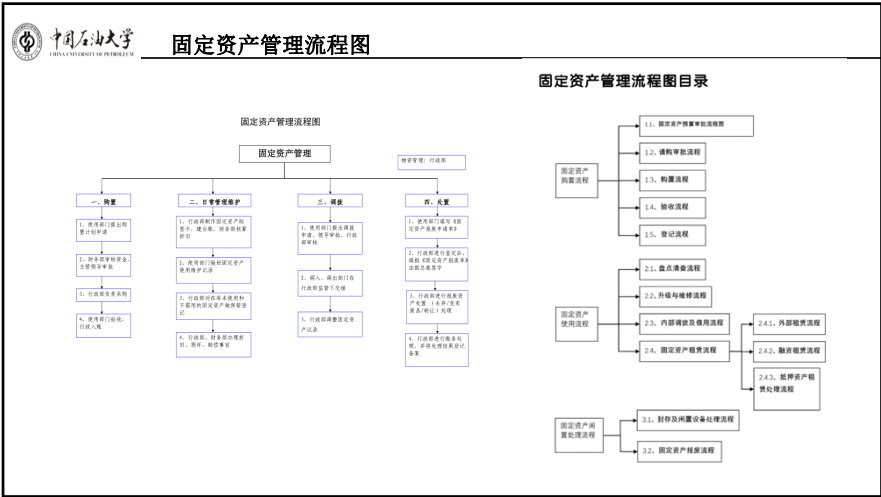 中国石油大学
CHINA UNIVERSITY OF PETROLEUM
固定资产管理流程图
固定资产管理流程图
固定资产管理
物资管理：行政部
一、购置
1、使用部门提出购
置计划申请
2、财务部审核资金，
主管领导审批
3、行政部负责采购
4、使用部门验收，
行政入账
二、日常管理维护
1、行政部制作固定资产标
签卡、建台账，财务部核算
折旧
2、使用部门做好固定资产
使用维护记录
3、行政部对在库未使用和
不需用的固定资产做保管登
记
4、行政部、财务部办理折
旧、损坏、赔偿事宜
三、调拨
1、使用部门提出调拨
申请，领导审批，行政
部审核
2、调入、调出部门在
行政部监督下交接
3、行政部调整固定资
产记录
四、处置
1、使用部门填写《固
定资产报废申请单》
2、行政部进行鉴定后，
填报《固定资产报废单》
由副总裁签字
3、行政部进行报废资
产处置（丢弃/变卖
废品/转让）处理
4、行政部进行账务处
理，并将处理结果登记
备案
固定资产管理流程图目录
固定资产
购置流程
1.1、固定资产预算审批流程图
1.2、请购审批流程
1.3、购置流程
1.4、验收流程
1.5、登记流程
固定资产
使用流程
2.1、盘点清查流程
2.2、升级与维修流程
2.3、内部调拨及借用流程
2.4、固定资产租赁流程
2.4.1、外部租赁流程
2.4.2、融资租赁流程
2.4.3、抵押资产租
赁处理流程
固定资产闲
置处理流程
3.1、封存及闲置设备处理流程
3.2、固定资产报废流程